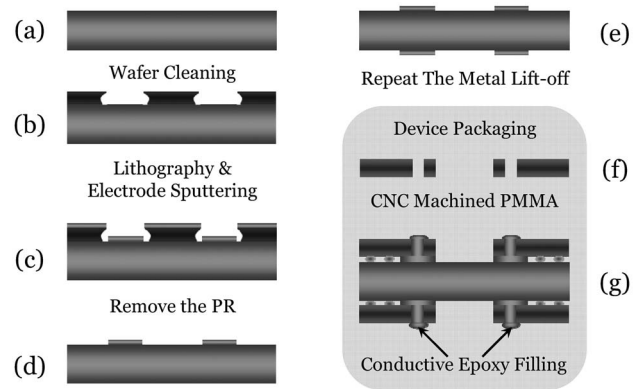 (a)
Wafer Cleaning
(b)
Lithography &
Electrode Sputtering
(c)
Remove the PR
(d)
(e)
Repeat The Metal Lift-off
Device Packaging
(f)
CNC Machined PMMA
(g)
Conductive Epoxy Filling